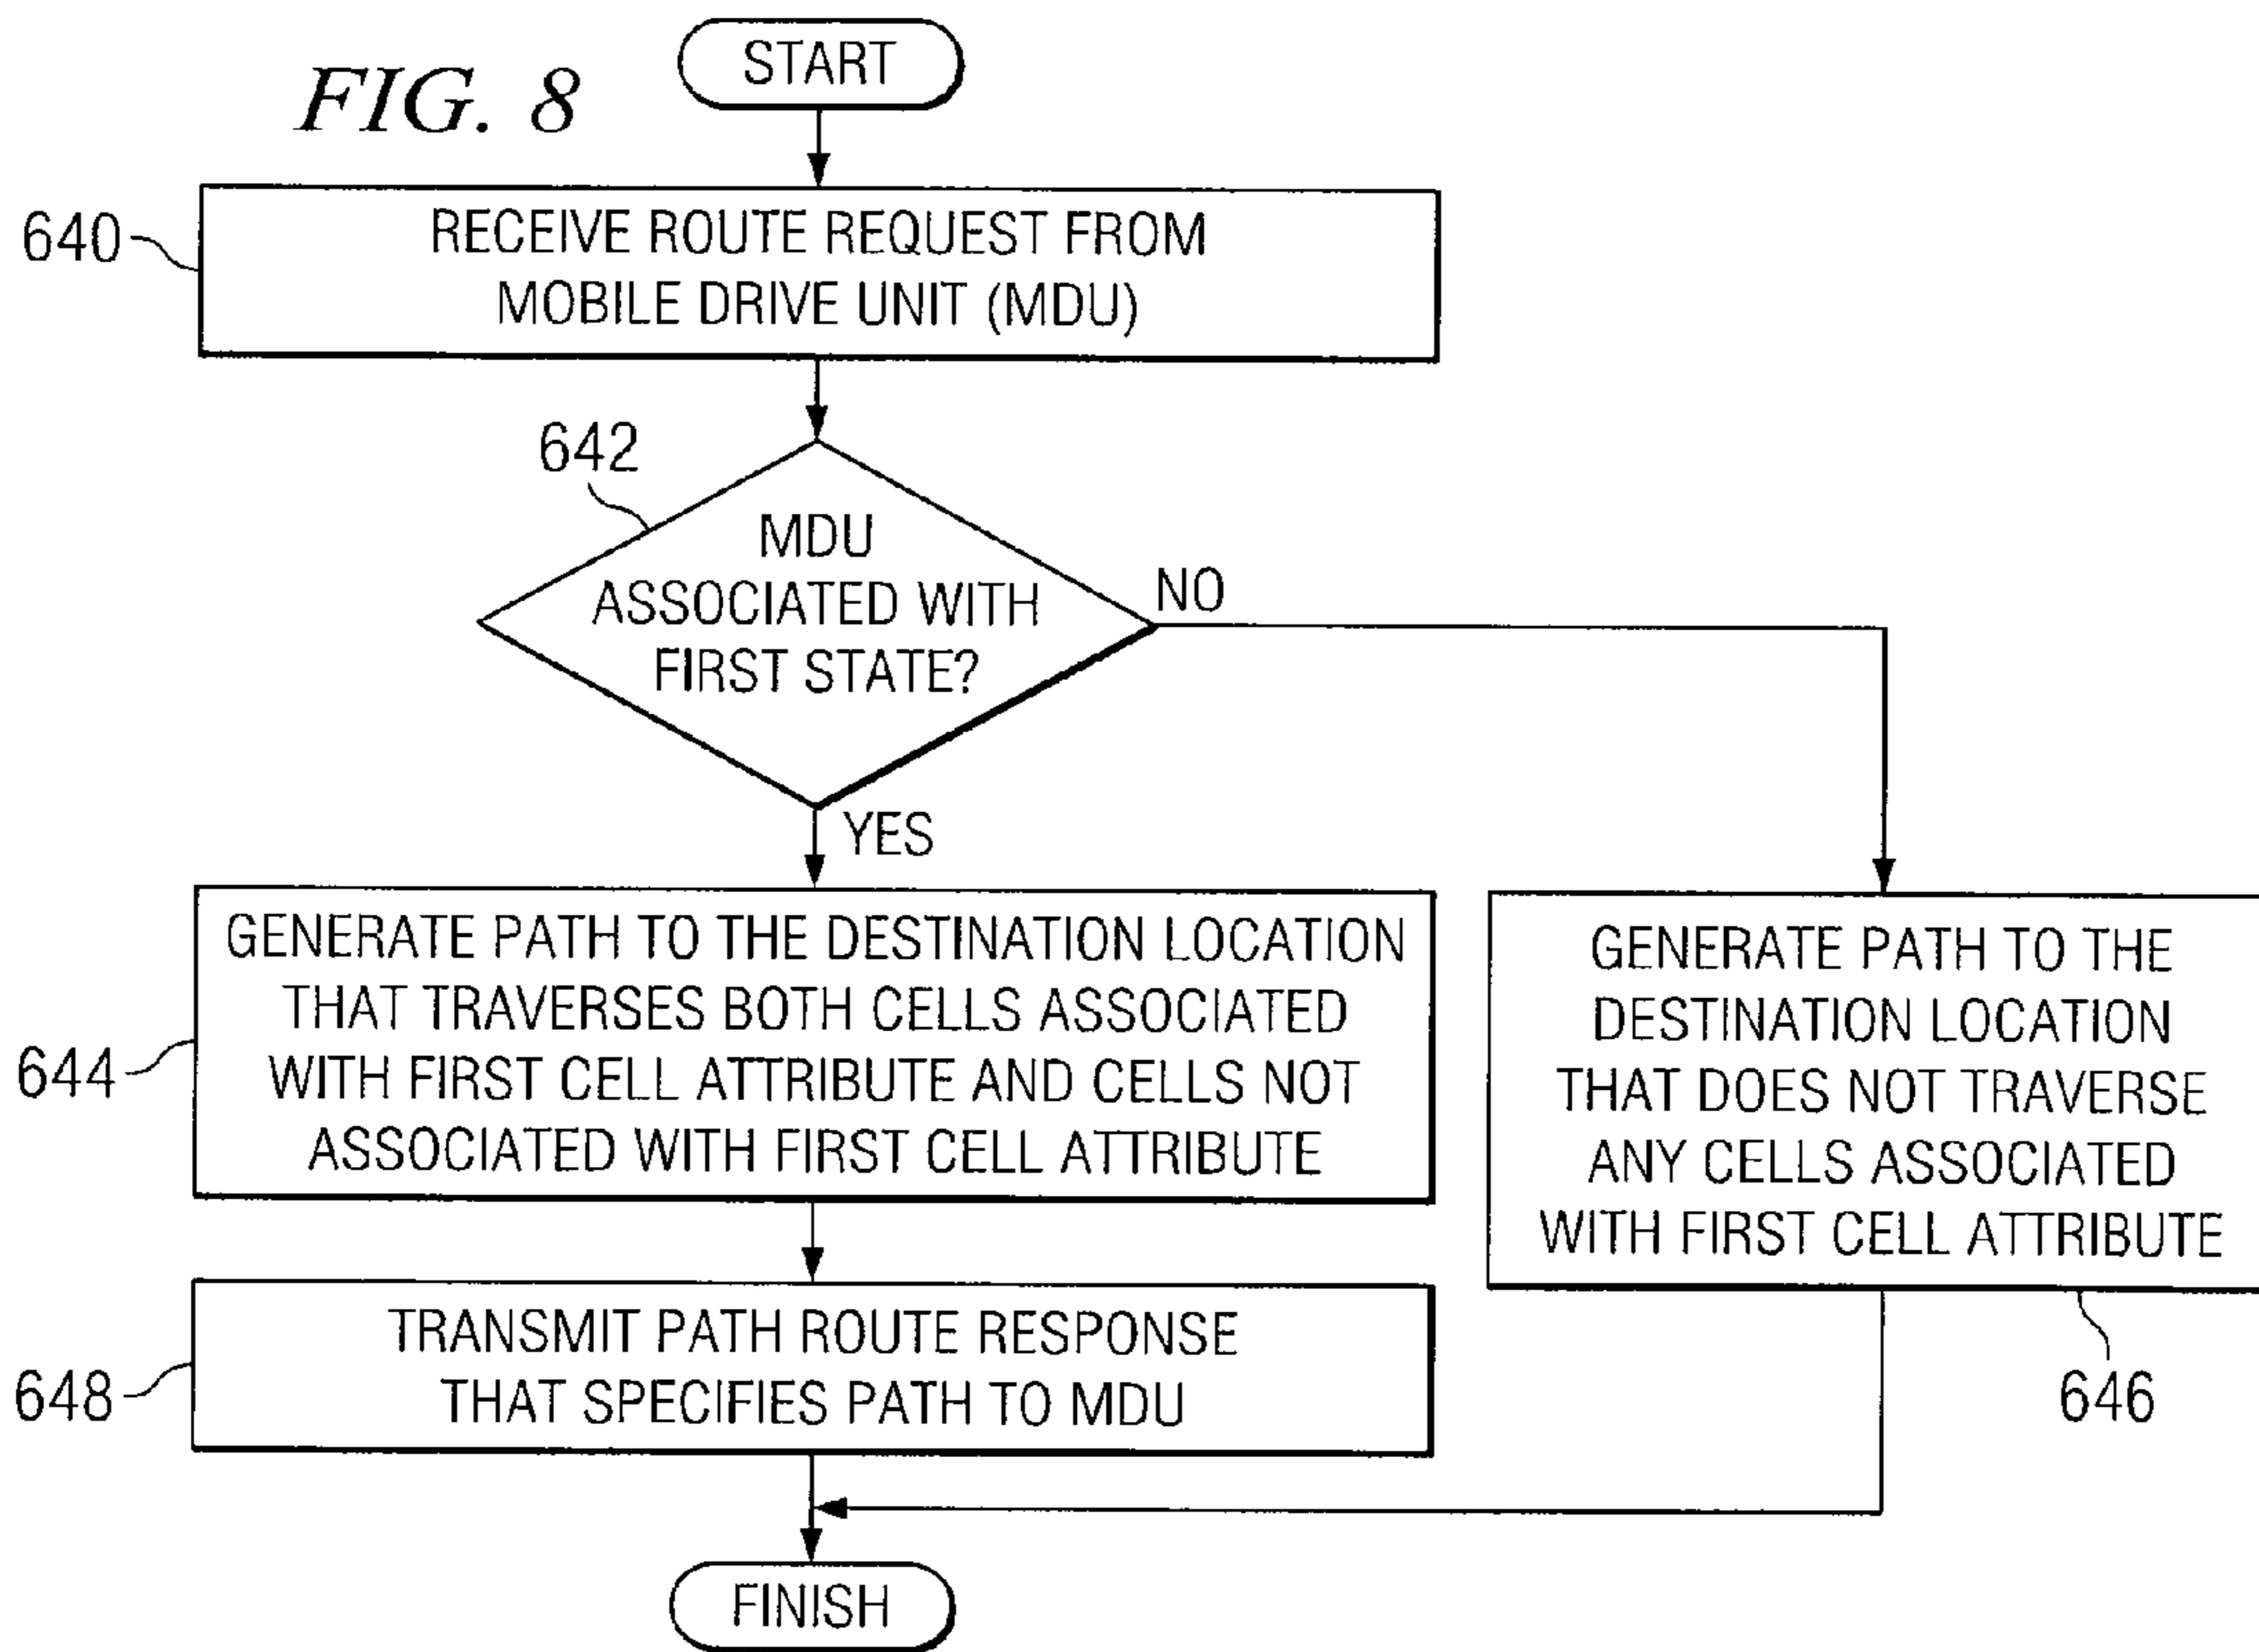 FIG. 8
START
640
RECEIVE ROUTE REQUEST FROM
MOBILE DRIVE UNIT (MDU)
642
MDU
ASSOCIATED WITH
FIRST STATE?
NO
YES
644
GENERATE PATH TO THE DESTINATION LOCATION
THAT TRAVERSES BOTH CELLS ASSOCIATED
WITH FIRST CELL ATTRIBUTE AND CELLS NOT
ASSOCIATED WITH FIRST CELL ATTRIBUTE
GENERATE PATH TO THE
DESTINATION LOCATION
THAT DOES NOT TRAVERSE
ANY CELLS ASSOCIATED
WITH FIRST CELL ATTRIBUTE
646
648
TRANSMIT PATH ROUTE RESPONSE
THAT SPECIFIES PATH TO MDU
FINISH